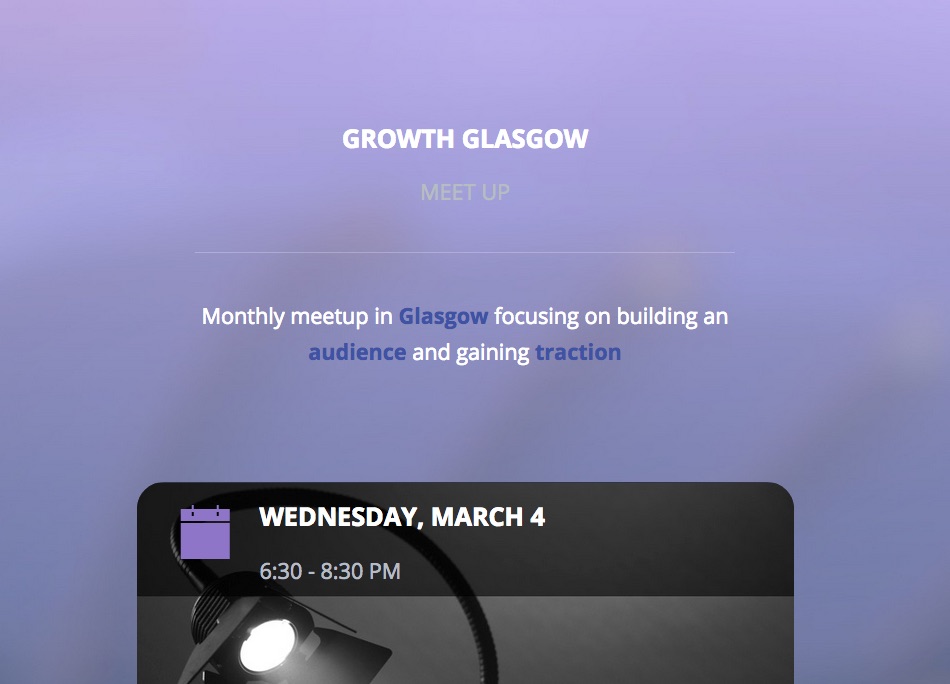 GROWTH GLASGOW
MEET UP
Monthly meetup in Glasgow focusing on building an
audience and gaining traction
WEDNESDAY, MARCH 4
6:30 - 8:30 PM